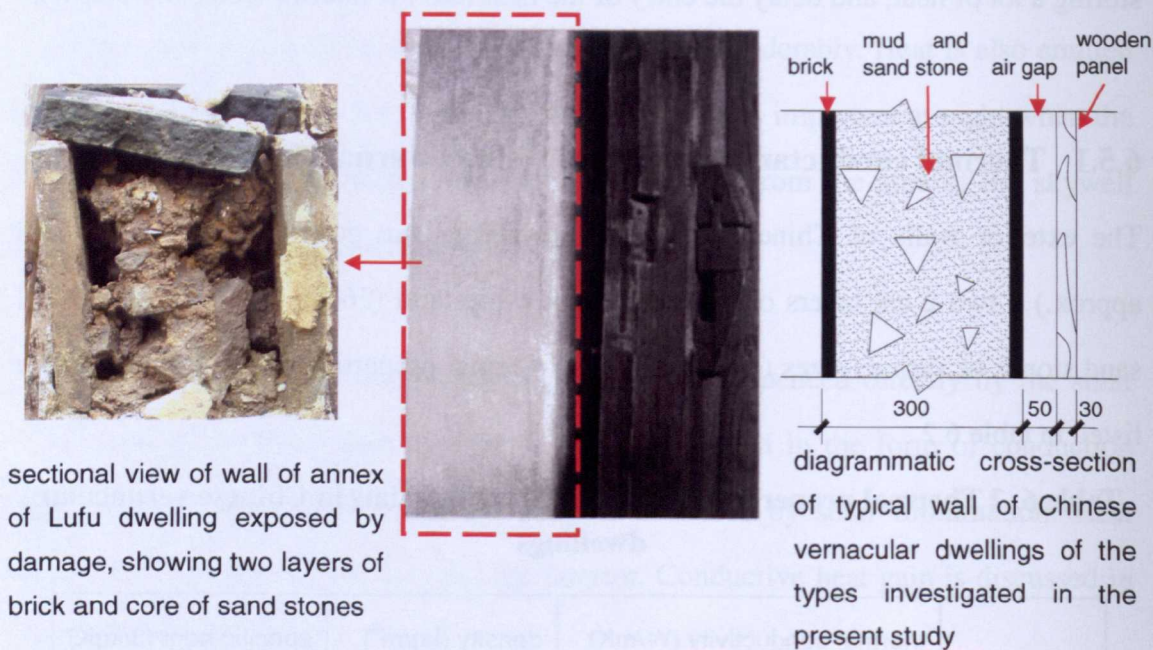 mud and
wooden
brick
sand stone
air gap
panel
300
50
30
sectional view of wall of annex
of Lufu dwelling exposed by
damage, showing two layers of
brick and core of sand stones
diagrammatic cross-section
of typical wall of Chinese
vernacular dwellings of the
types investigated in the
present study